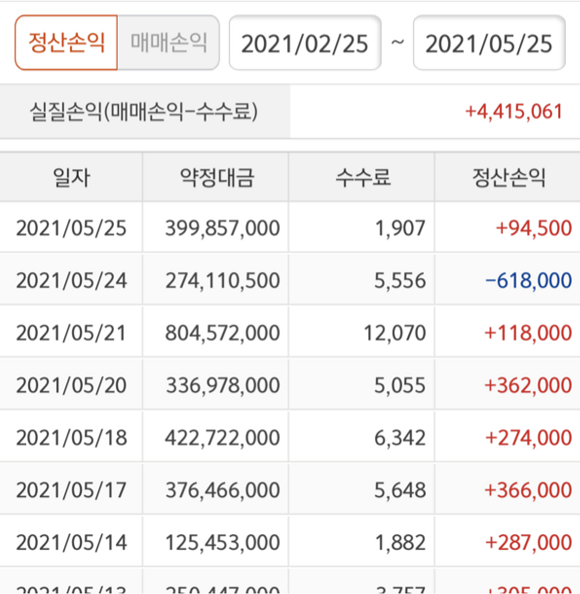 정산손익 매매손익 2021/02/25 ~ 2021/05/25
실질손익(매매손익-수수료) +4,415,061
일자 약정대금 수수료 정산손익
2021/05/25 399,857,000 1,907 +94,500
2021/05/24 274,110,500 5,556 -618,000
2021/05/21 804,572,000 12,070 +118,000
2021/05/20 336,978,000 5,055 +362,000
2021/05/18 422,722,000 6,342 +274,000
2021/05/17 376,466,000 5,648 +366,000
2021/05/14 125,453,000 1,882 +287,000